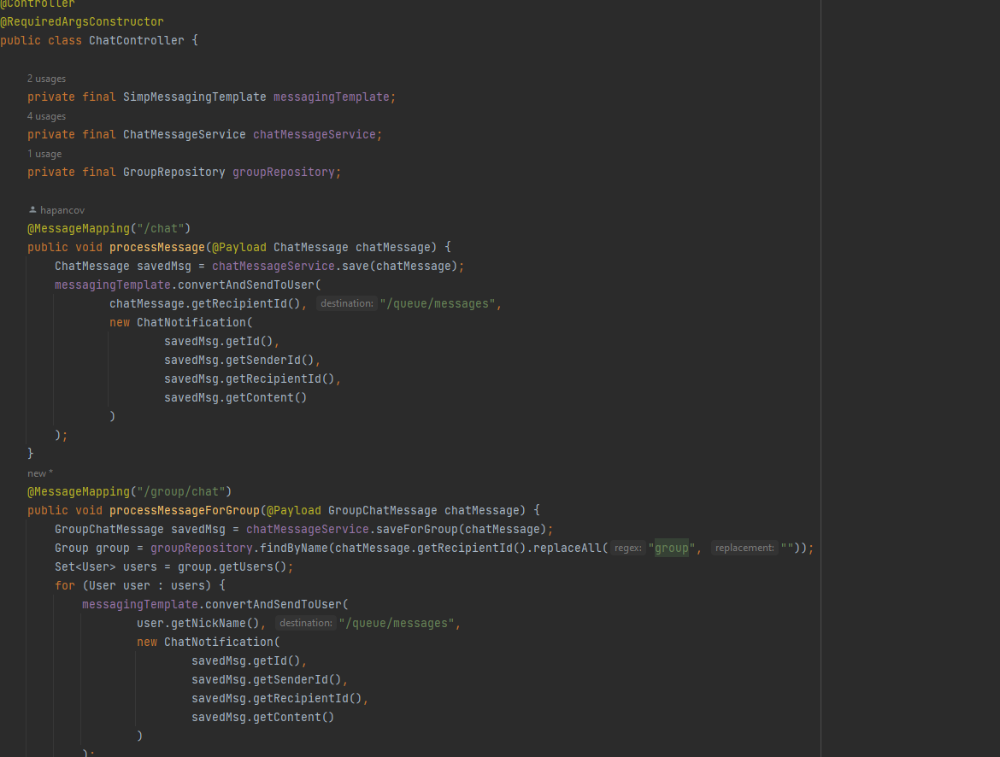 @Controller
@RequiredArgsConstructor
public class ChatController {
2 usages
private final SimpMessagingTemplate messagingTemplate;
4 usages
private final ChatMessageService chatMessageService;
1 usage
private final GroupRepository groupRepository;
hapancov
@MessageMapping("/chat")
public void processMessage(@Payload ChatMessage chatMessage) {
ChatMessage savedMsg = chatMessageService.save(chatMessage);
messagingTemplate.convertAndSendToUser(
chatMessage.getRecipientId(), destination: "/queue/messages",
new ChatNotification(
savedMsg.getId(),
savedMsg.getSenderId(),
savedMsg.getRecipientId(),
savedMsg.getContent()
)
);
}
new *
@MessageMapping("/group/chat")
public void processMessageForGroup(@Payload GroupChatMessage chatMessage) {
GroupChatMessage savedMsg = chatMessageService.saveForGroup(chatMessage);
Group group = groupRepository.findByName(chatMessage.getRecipientId().replaceAll( regex: "group", replacement: ""));
Set<User> users = group.getUsers();
for (User user : users) {
messagingTemplate.convertAndSendToUser(
user.getNickName(), destination: "/queue/messages",
new ChatNotification(
savedMsg.getId(),
savedMsg.getSenderId(),
savedMsg.getRecipientId(),
savedMsg.getContent()
)
);